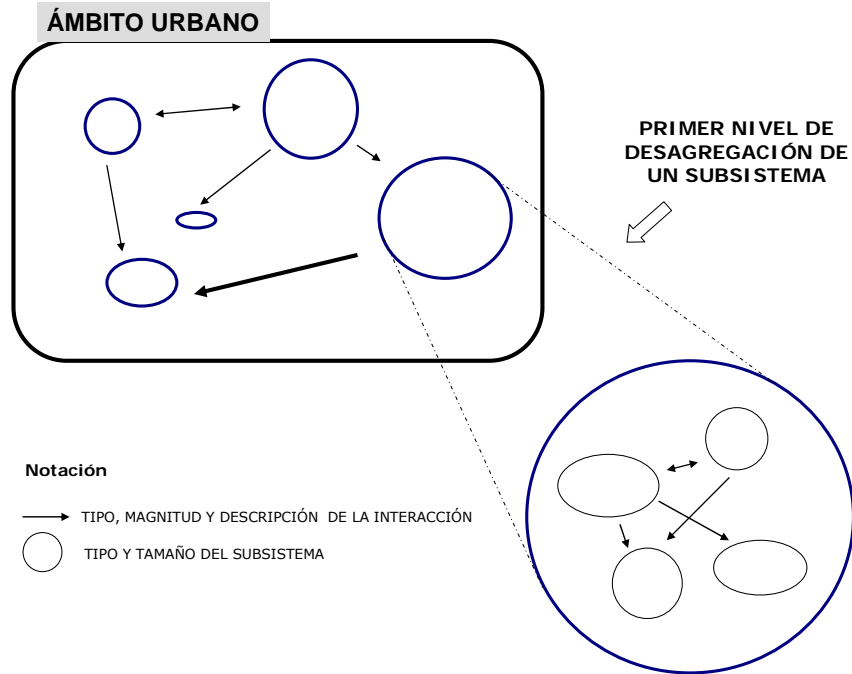 ÁMBITO URBANO
PRIMER NIVEL DE
DESAGREGACIÓN DE
UN SUBSISTEMA
Notación
TIPO, MAGNITUD Y DESCRIPCIÓN DE LA INTERACCIÓN
TIPO Y TAMAÑO DEL SUBSISTEMA